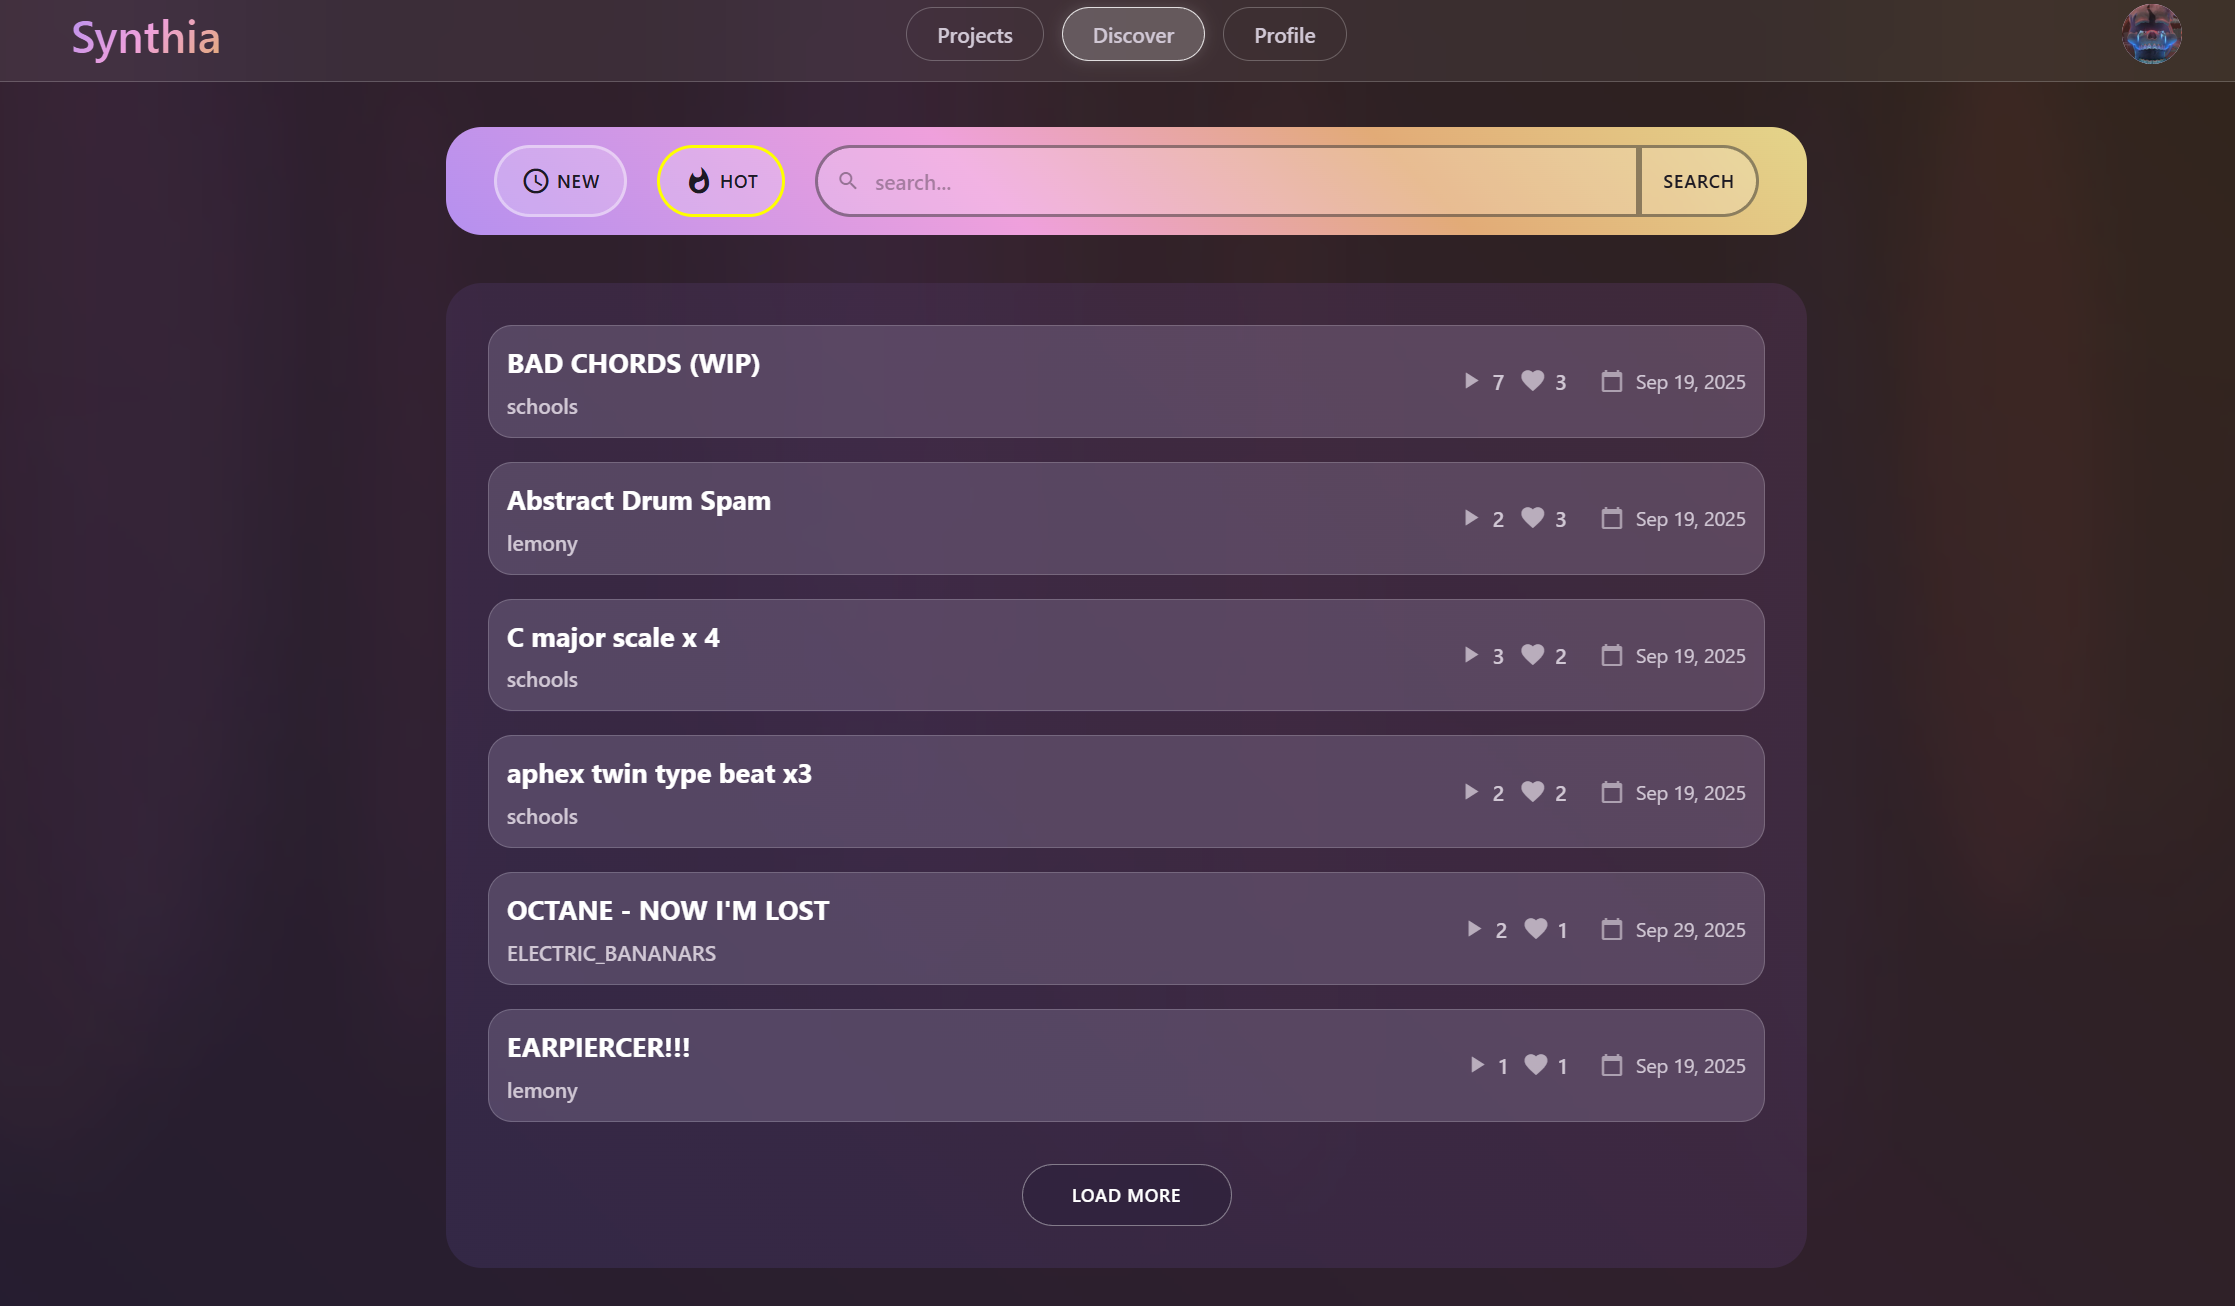 Synthia
Projects
Discover
Profile
NEW
HOT
search...
SEARCH
BAD CHORDS (WIP)
schools
7
3
Sep 19, 2025
Abstract Drum Spam
lemony
2
3
Sep 19, 2025
C major scale x 4
schools
3
2
Sep 19, 2025
aphex twin type beat x3
schools
2
2
Sep 19, 2025
OCTANE - NOW I'M LOST
ELECTRIC_BANANARS
2
1
Sep 29, 2025
EARPIERCER!!!
lemony
1
1
Sep 19, 2025
LOAD MORE